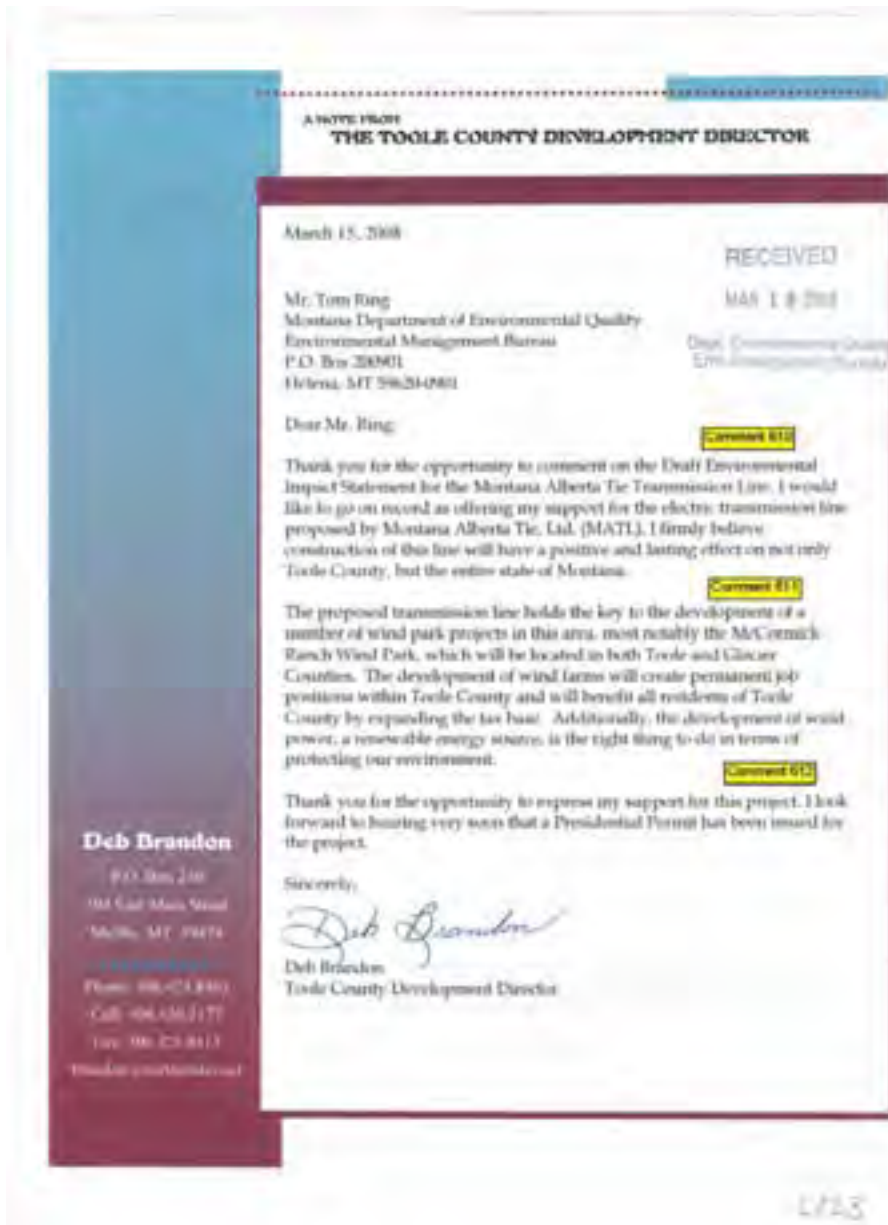 A NOTE FROM
THE TOOLE COUNTY DEVELOPMENT DIRECTOR
March 15, 2008
RECEIVED
MAR 18 2008
Mr. Tom Ring
Montana Department of Environmental Quality
Environmental Management Bureau
P.O. Box 200901
Helena, MT 59620-0901
Dear Mr. Ring:
Comment 610
Thank you for the opportunity to comment on the Draft Environmental
Impact Statement for the Montana Alberta Tie Transmission Line. I would
like to go on record as offering my support for the electric transmission line
proposed by Montana Alberta Tie, Ltd. (MATL). I firmly believe
construction of this line will have a positive and lasting effect on not only
Toole County, but the entire state of Montana.
Comment 611
The proposed transmission line holds the key to the development of a
number of wind park projects in this area, most notably the McCormick
Ranch Wind Park, which will be located in both Toole and Glacier
Counties. The development of wind farms will create permanent job
positions within Toole County and will benefit all residents of Toole
County by expanding the tax base. Additionally, the development of wind
power, a renewable energy source, is the right thing to do in terms of
protecting our environment.
Comment 612
Thank you for the opportunity to express my support for this project. I look
forward to hearing very soon that a Presidential Permit has been issued for
the project.
Sincerely,
Deb Brandon
Deb Brandon
Toole County Development Director
Deb Brandon
P.O. Box
Main Street
MT
Phone:
Cell:
Fax: